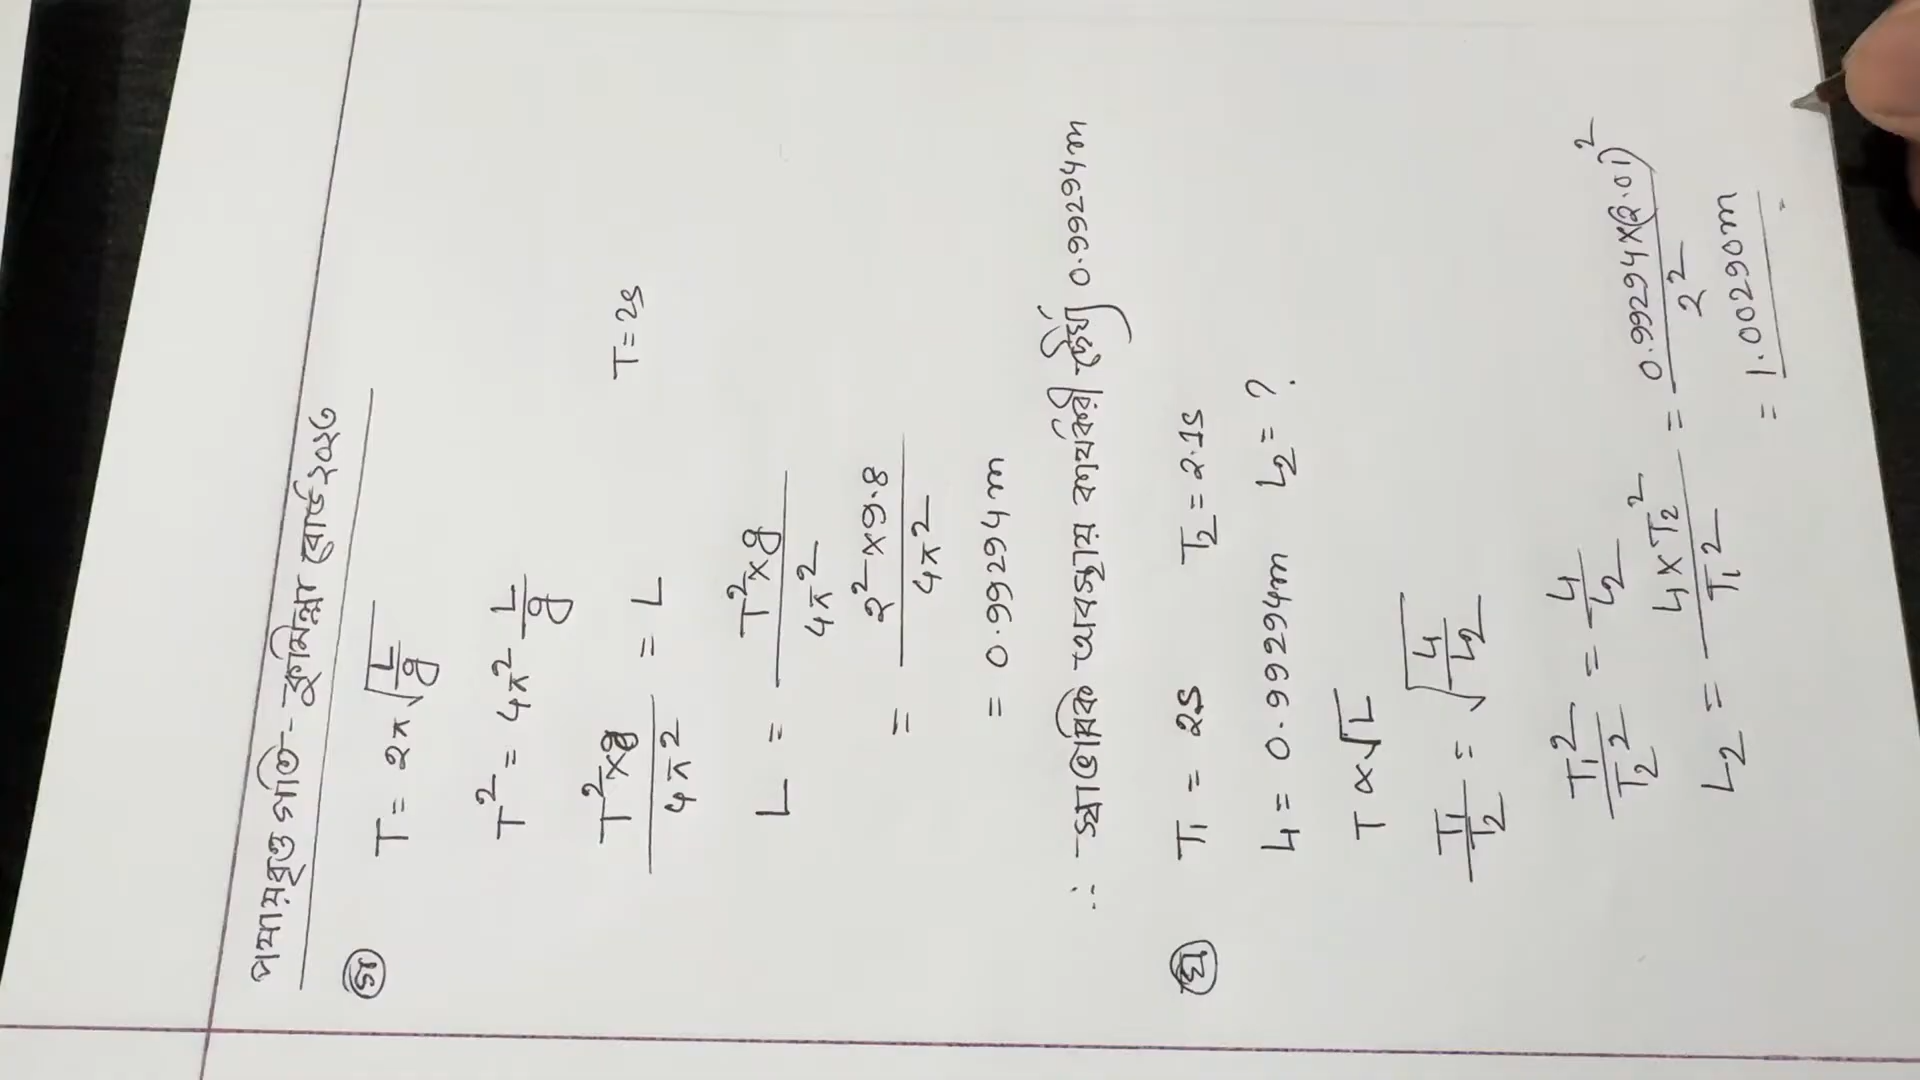 পর্যায়বৃত্ত গতি - কুমিল্লা বোর্ড ২০২৩
গ T = 2π√(L/g)
T² = 4π² L/g
T²×g/4π² = L T = 2s
L = T²×g/4π²
= 2²×9.8/4π²
= 0.99294 m
∴ স্বাভাবিক অবস্থায় কার্যকরী দৈর্ঘ্য 0.99294m
ঘ T₁ = 2s T₂ = 2.1s
L₁ = 0.99294m L₂ = ?
T ∝ √L
T₁/T₂ = √(L₁/L₂)
T₁²/T₂² = L₁/L₂
L₂ = L₁×T₂²/T₁² = 0.99294×(2.01)²/2²
= 1.00290m